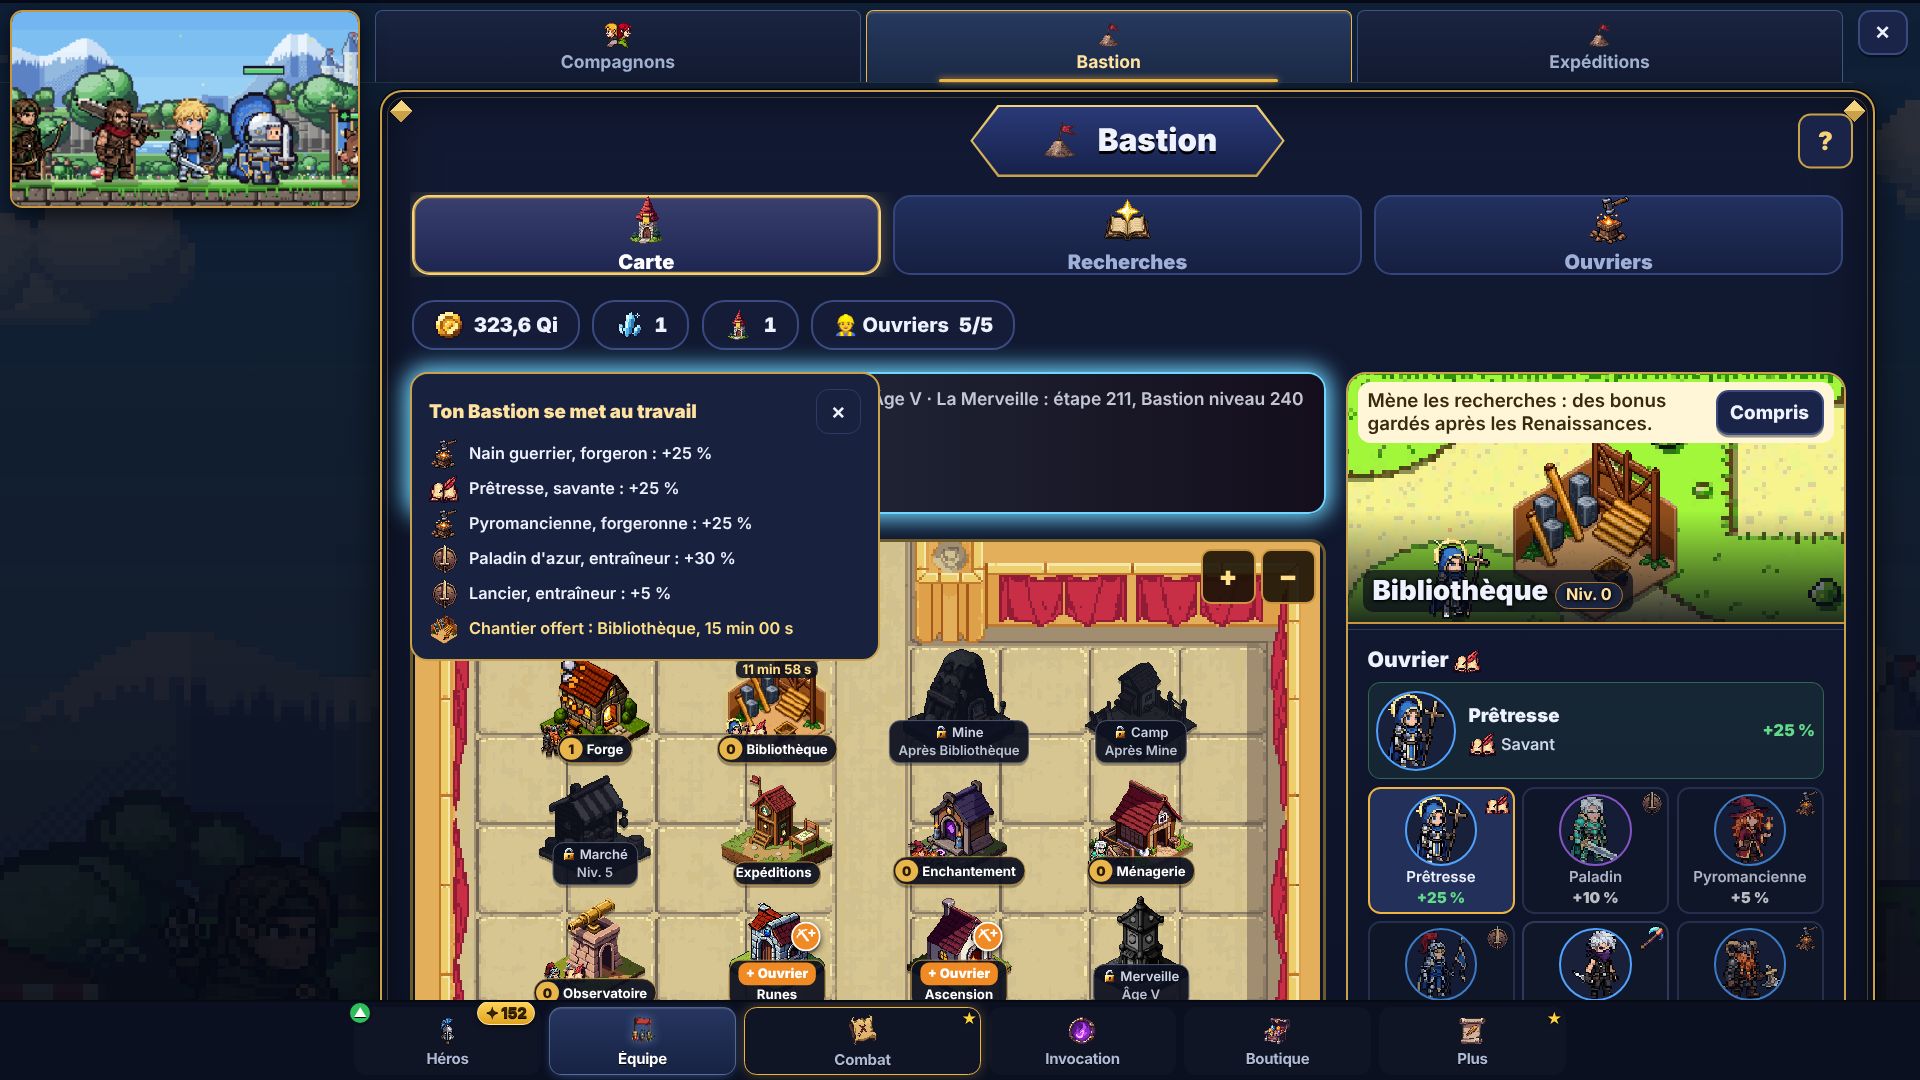 Compagnons
Bastion
Expéditions
Bastion
?
Carte
Recherches
Ouvriers
323,6 Qi
1
1
Ouvriers 5/5
Ton Bastion se met au travail
Nain guerrier, forgeron : +25 %
Prêtresse, savante : +25 %
Pyromancienne, forgeronne : +25 %
Paladin d'azur, entraîneur : +30 %
Lancier, entraîneur : +5 %
Chantier offert : Bibliothèque, 15 min 00 s
Âge V · La Merveille : étape 211, Bastion niveau 240
+ −
11 min 58 s
1 Forge
0 Bibliothèque
Mine
Après Bibliothèque
Camp
Après Mine
Marché
Niv. 5
Expéditions
0 Enchantement
0 Ménagerie
0 Observatoire
+ Ouvrier
Runes
+ Ouvrier
Ascension
Merveille
Âge V
Mène les recherches : des bonus
gardés après les Renaissances.
Compris
Bibliothèque Niv. 0
Ouvrier
Prêtresse
Savant
+25 %
Prêtresse
+25 %
Paladin
+10 %
Pyromancienne
+5 %
152
Héros
Équipe
Combat
Invocation
Boutique
Plus